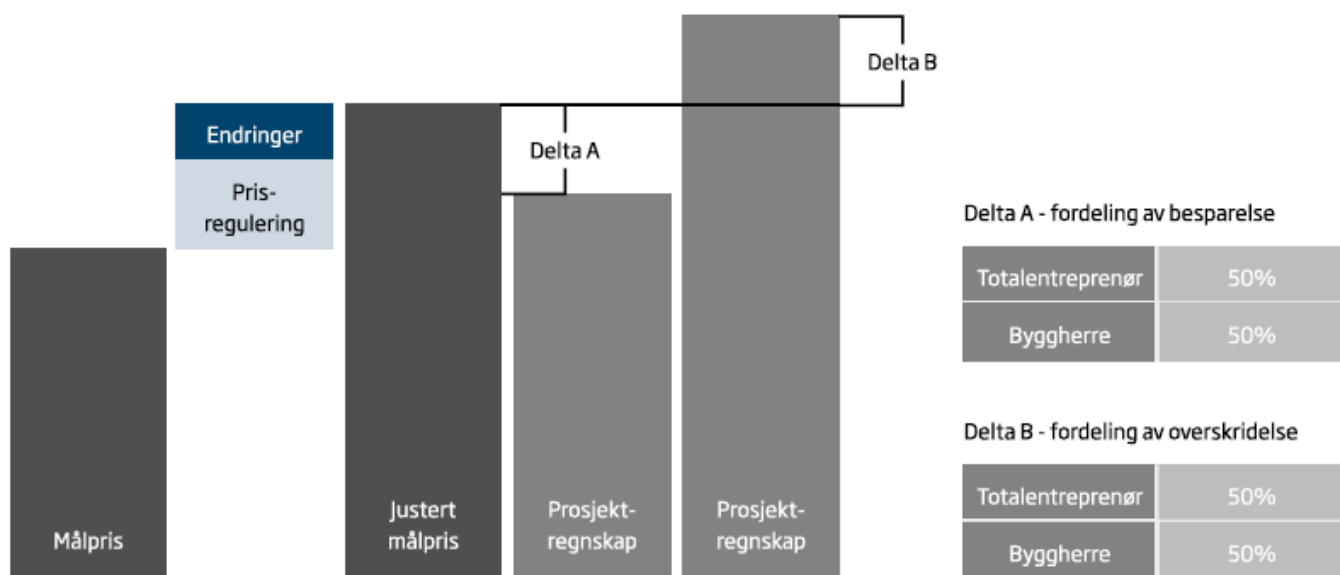 Delta B
Endringer
Delta A
Pris-
regulering
Målpris
Justert
målpris
Prosjekt-
regnskap
Prosjekt-
regnskap
Delta A - fordeling av besparelse
Totalentreprenør 50%
Byggherre 50%
Delta B - fordeling av overskridelse
Totalentreprenør 50%
Byggherre 50%